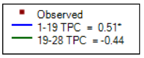 Observed
1-19 TPC = 0.51*
19-28 TPC = -0.44